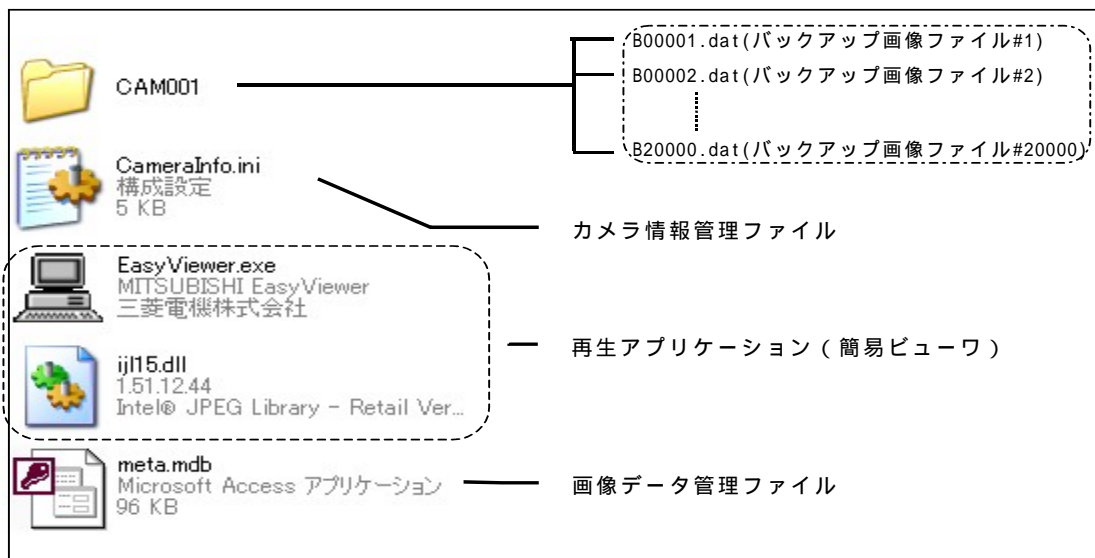 CAM001
B00001.dat(バックアップ画像ファイル#1)
B00002.dat(バックアップ画像ファイル#2)
B20000.dat(バックアップ画像ファイル#20000)
CameraInfo.ini
構成設定
5 KB
カメラ情報管理ファイル
EasyViewer.exe
MITSUBISHI EasyViewer
三菱電機株式会社
再生アプリケーション(簡易ビューワ)
ijl15.dll
1.51.12.44
Intel® JPEG Library - Retail Ver...
meta.mdb
Microsoft Access アプリケーション
96 KB
画像データ管理ファイル